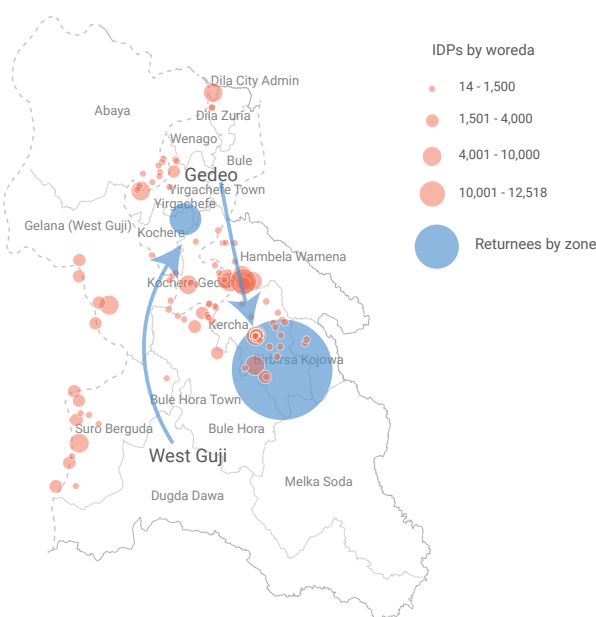 IDPs by woreda
14 - 1,500
1,501 - 4,000
4,001 - 10,000
10,001 - 12,518
Returnees by zone
Dila City Admin
Abaya
Dila Zuria
Wenago
Bule
Gedeo
Yirgachefe Town
Yirgachefe
Gelana (West Guji)
Kochere
Hambela Wamena
Kochere Ged
Kercha
Birbirsa Kojowa
Bule Hora Town
Suro Berguda
Bule Hora
West Guji
Melka Soda
Dugda Dawa